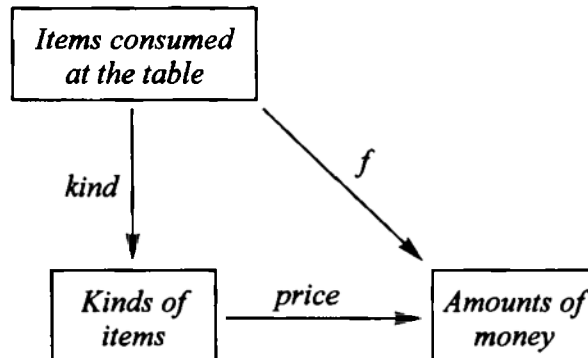 Items consumed
at the table
f
kind
price
Kinds of
items
Amounts of
money